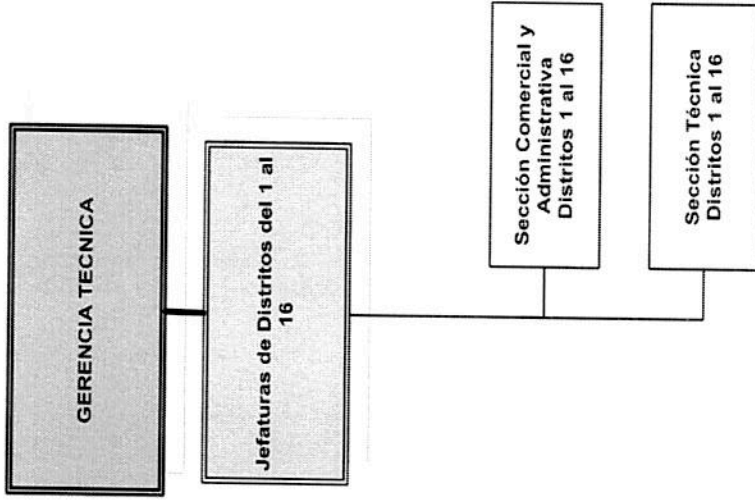 GERENCIA TECNICA
Jefaturas de Distritos del 1 al
16
Sección Comercial y
Administrativa
Distritos 1 al 16
Sección Técnica
Distritos 1 al 16